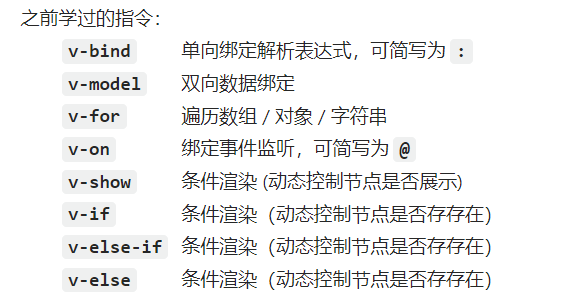 之前学过的指令：
v-bind 单向绑定解析表达式，可简写为 :
v-model 双向数据绑定
v-for 遍历数组 / 对象 / 字符串
v-on 绑定事件监听，可简写为 @
v-show 条件渲染 (动态控制节点是否展示)
v-if 条件渲染（动态控制节点是否存存在）
v-else-if 条件渲染（动态控制节点是否存存在）
v-else 条件渲染（动态控制节点是否存存在）